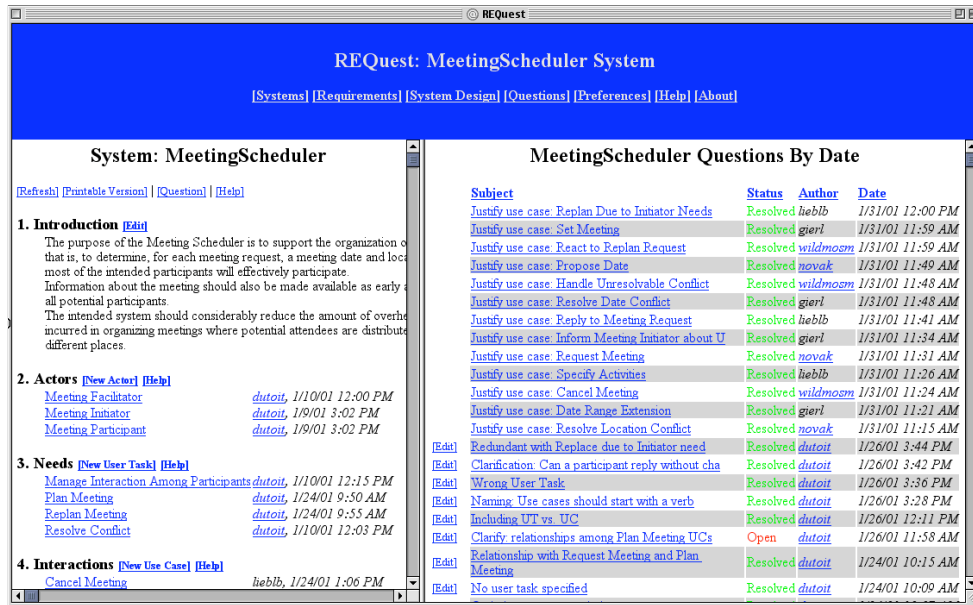 REQuest
REQuest: MeetingScheduler System
[Systems] [Requirements] [System Design] [Questions] [Preferences] [Help] [About]
System: MeetingScheduler
[Refresh] [Printable Version] | [Question] | [Help]
1. Introduction [Edit]
The purpose of the Meeting Scheduler is to support the organization o
that is, to determine, for each meeting request, a meeting date and loca
most of the intended participants will effectively participate.
Information about the meeting should also be made available as early a
all potential participants.
The intended system should considerably reduce the amount of overhe
incurred in organizing meetings where potential attendees are distribute
different places.
2. Actors [New Actor] [Help]
Meeting Facilitator dutoit, 1/10/01 12:00 PM
Meeting Initiator dutoit, 1/9/01 3:02 PM
Meeting Participant dutoit, 1/9/01 3:02 PM
3. Needs [New User Task] [Help]
Manage Interaction Among Participants dutoit, 1/10/01 12:15 PM
Plan Meeting dutoit, 1/24/01 9:50 AM
Replan Meeting dutoit, 1/24/01 9:55 AM
Resolve Conflict dutoit, 1/10/01 12:03 PM
4. Interactions [New Use Case] [Help]
Cancel Meeting lieblb, 1/24/01 1:06 PM
MeetingScheduler Questions By Date
Subject Status Author Date
Justify use case: Replan Due to Initiator Needs Resolved lieblb 1/31/01 12:00 PM
Justify use case: Set Meeting Resolved gierl 1/31/01 11:59 AM
Justify use case: React to Replan Request Resolved wildmosm 1/31/01 11:59 AM
Justify use case: Propose Date Resolved novak 1/31/01 11:49 AM
Justify use case: Handle Unresolvable Conflict Resolved wildmosm 1/31/01 11:48 AM
Justify use case: Resolve Date Conflict Resolved gierl 1/31/01 11:48 AM
Justify use case: Reply to Meeting Request Resolved lieblb 1/31/01 11:41 AM
Justify use case: Inform Meeting Initiator about U Resolved gierl 1/31/01 11:34 AM
Justify use case: Request Meeting Resolved novak 1/31/01 11:31 AM
Justify use case: Specify Activities Resolved lieblb 1/31/01 11:26 AM
Justify use case: Cancel Meeting Resolved wildmosm 1/31/01 11:24 AM
Justify use case: Date Range Extension Resolved gierl 1/31/01 11:21 AM
Justify use case: Resolve Location Conflict Resolved novak 1/31/01 11:15 AM
[Edit] Redundant with Replace due to Initiator need Resolved dutoit 1/26/01 3:44 PM
[Edit] Clarification: Can a participant reply without cha Resolved dutoit 1/26/01 3:42 PM
[Edit] Wrong User Task Resolved dutoit 1/26/01 3:36 PM
[Edit] Naming: Use cases should start with a verb Resolved dutoit 1/26/01 3:28 PM
[Edit] Including UT vs. UC Resolved dutoit 1/26/01 12:11 PM
[Edit] Clarify: relationships among Plan Meeting UCs Open dutoit 1/26/01 11:58 AM
[Edit] Relationship with Request Meeting and Plan
Meeting Resolved dutoit 1/24/01 10:15 AM
[Edit] No user task specified Resolved dutoit 1/24/01 10:09 AM